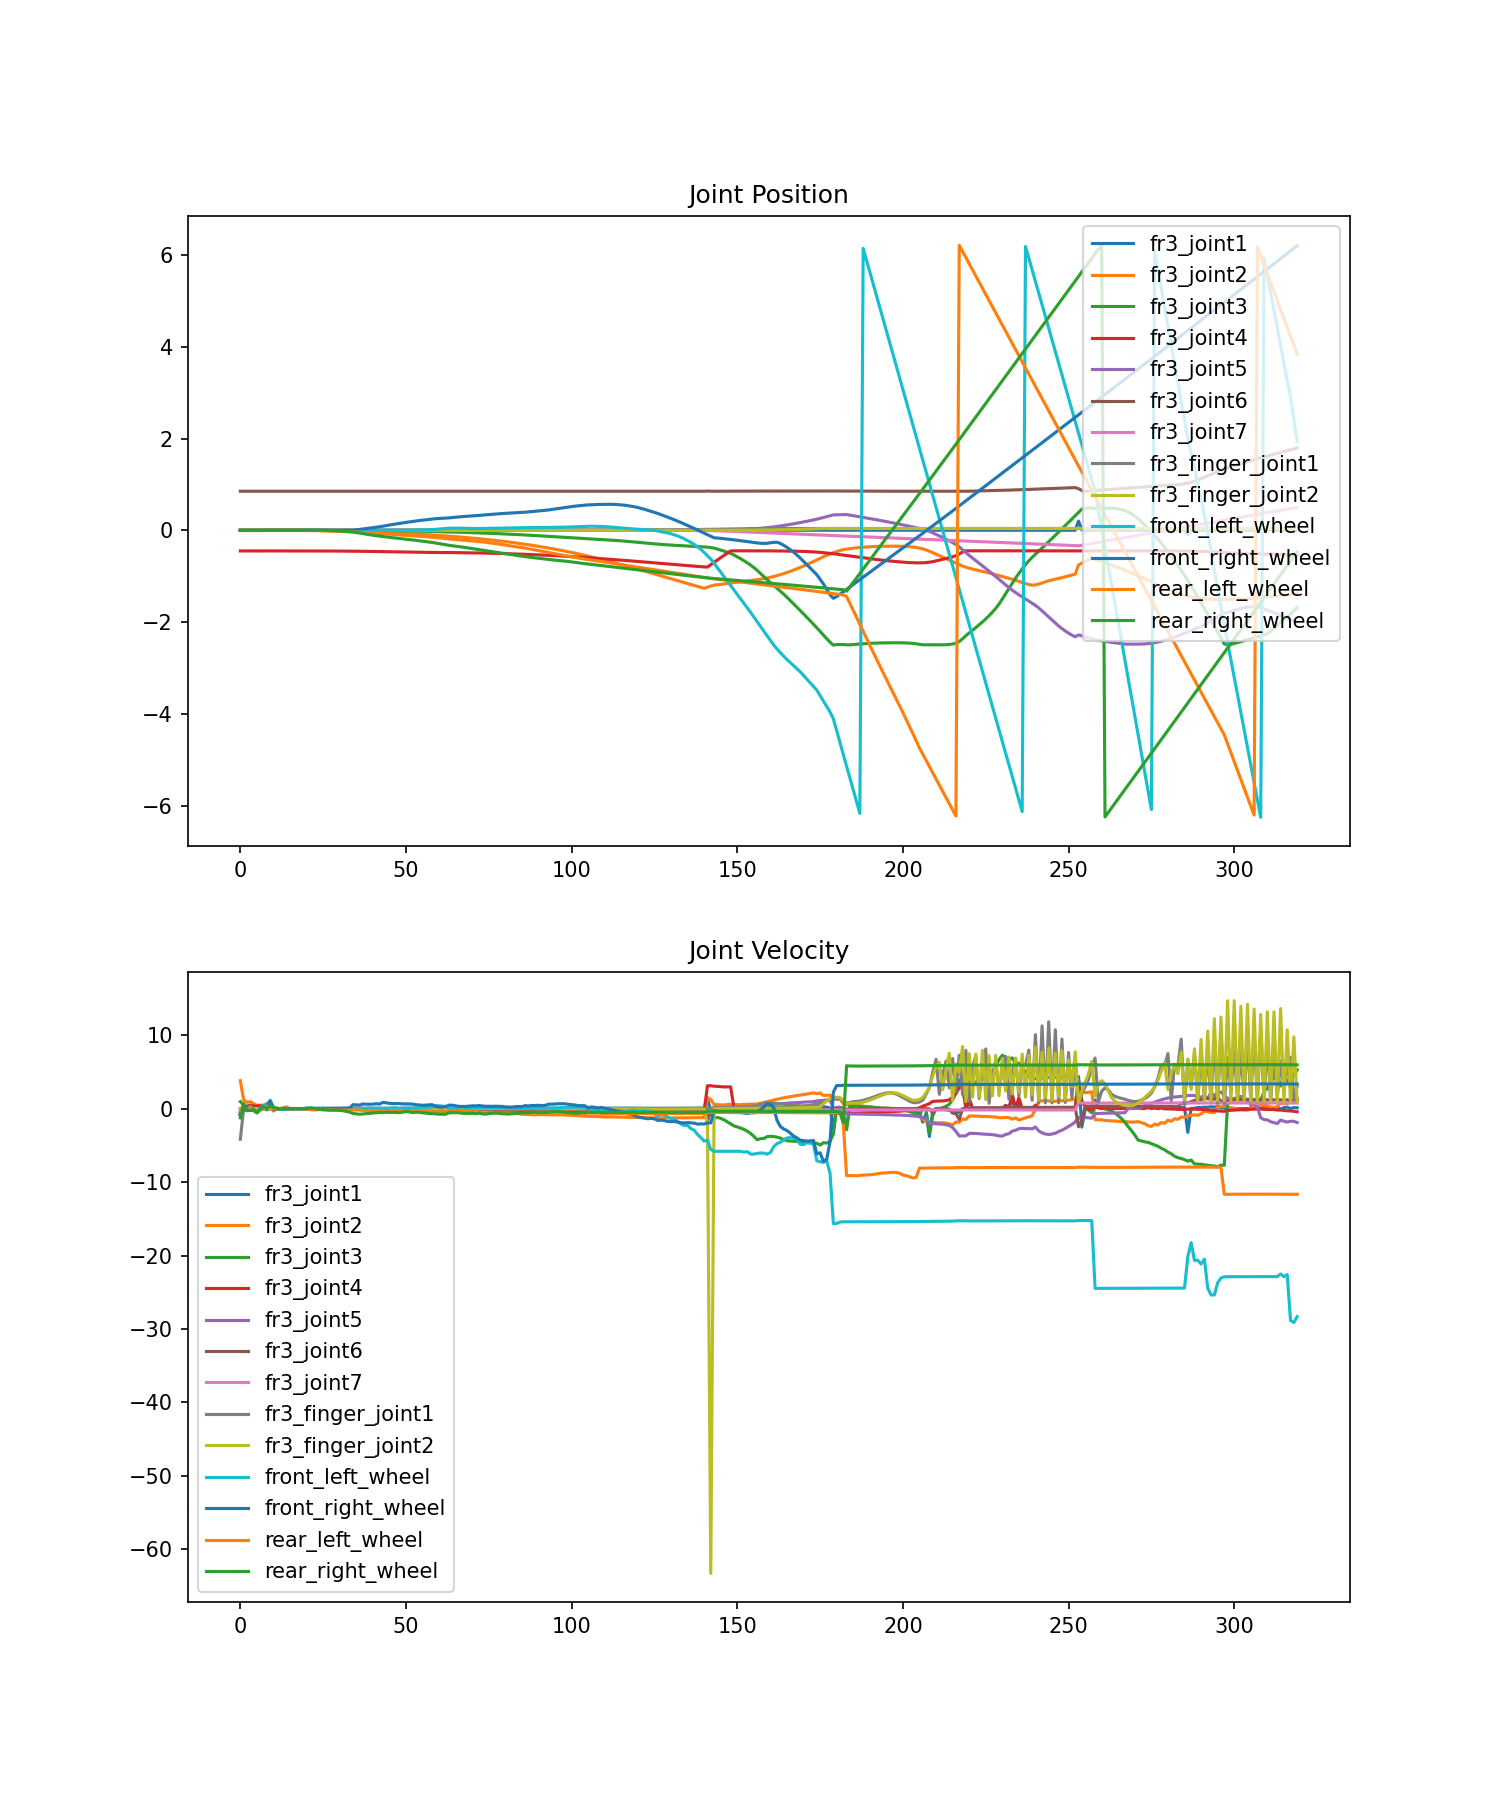 Joint Position
6
4
2
0
−2
−4
−6
fr3_joint1
fr3_joint2
fr3_joint3
fr3_joint4
fr3_joint5
fr3_joint6
fr3_joint7
fr3_finger_joint1
fr3_finger_joint2
front_left_wheel
front_right_wheel
rear_left_wheel
rear_right_wheel
0 50 100 150 200 250 300
Joint Velocity
10
0
−10
−20
−30
−40
−50
−60
fr3_joint1
fr3_joint2
fr3_joint3
fr3_joint4
fr3_joint5
fr3_joint6
fr3_joint7
fr3_finger_joint1
fr3_finger_joint2
front_left_wheel
front_right_wheel
rear_left_wheel
rear_right_wheel
0 50 100 150 200 250 300